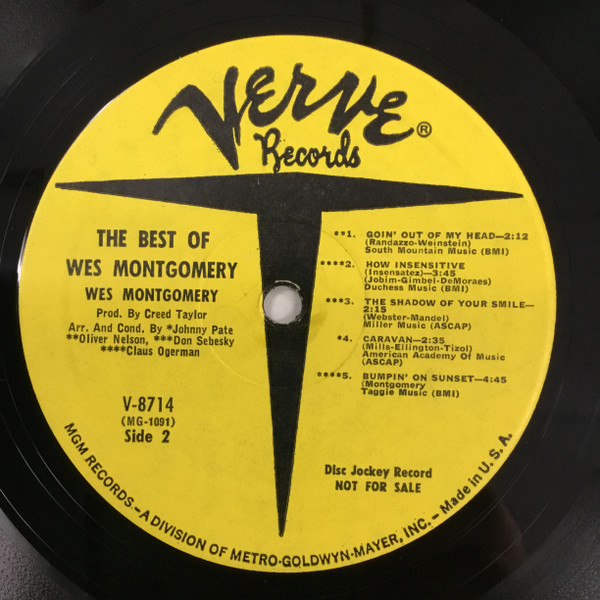 Verve ®
Records
THE BEST OF
WES MONTGOMERY
WES MONTGOMERY
Prod. By Creed Taylor
Arr. And Cond. By *Johnny Pate
**Oliver Nelson, ***Don Sebesky
****Claus Ogerman
V-8714
(MG-1091)
Side 2
**1. GOIN' OUT OF MY HEAD—2:12
(Randazzo-Weinstein)
South Mountain Music (BMI)
****2. HOW INSENSITIVE
(Insensatez)—3:45
(Jobim-Gimbel-DeMoraes)
Duchess Music (BMI)
***3. THE SHADOW OF YOUR SMILE—
2:15
(Webster-Mandel)
Miller Music (ASCAP)
*4. CARAVAN—2:35
(Mills-Ellington-Tizol)
American Academy Of Music
(ASCAP)
****5. BUMPIN' ON SUNSET—4:45
(Montgomery
Taggie Music (BMI)
Disc Jockey Record
NOT FOR SALE
MGM RECORDS – A DIVISION OF METRO-GOLDWYN-MAYER, INC. – Made in U.S.A.